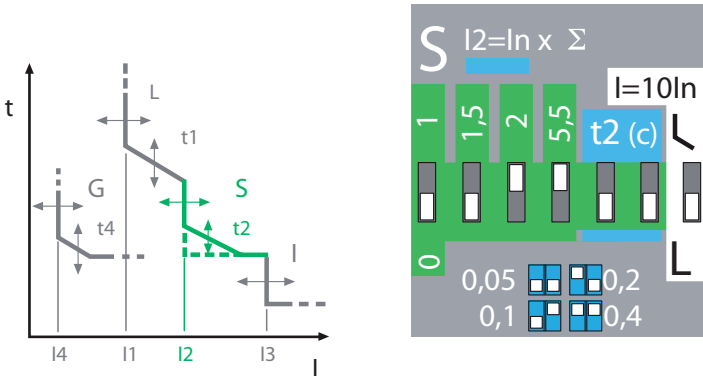 t
L
t1
G
t4
S
t2
I
I4
I1
I2
I3
I
S
I2=In x Σ
I=10In
1
1,5
2
5,5
t2 (c)
0
L
0,05
0,2
0,1
0,4